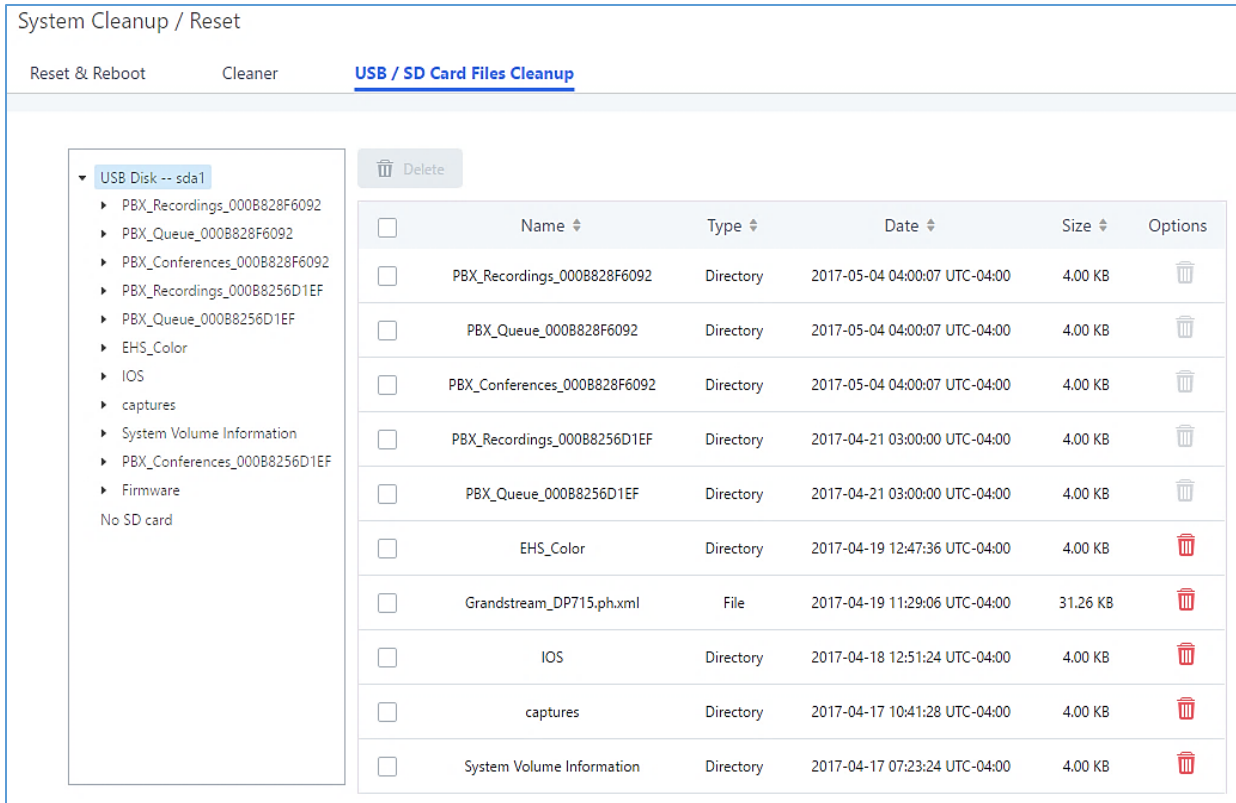 System Cleanup / Reset
Reset & Reboot Cleaner USB / SD Card Files Cleanup
USB Disk -- sda1
PBX_Recordings_000B828F6092
PBX_Queue_000B828F6092
PBX_Conferences_000B828F6092
PBX_Recordings_000B8256D1EF
PBX_Queue_000B8256D1EF
EHS_Color
IOS
captures
System Volume Information
PBX_Conferences_000B8256D1EF
Firmware
No SD card
Delete
Name Type Date Size Options
PBX_Recordings_000B828F6092 Directory 2017-05-04 04:00:07 UTC-04:00 4.00 KB
PBX_Queue_000B828F6092 Directory 2017-05-04 04:00:07 UTC-04:00 4.00 KB
PBX_Conferences_000B828F6092 Directory 2017-05-04 04:00:07 UTC-04:00 4.00 KB
PBX_Recordings_000B8256D1EF Directory 2017-04-21 03:00:00 UTC-04:00 4.00 KB
PBX_Queue_000B8256D1EF Directory 2017-04-21 03:00:00 UTC-04:00 4.00 KB
EHS_Color Directory 2017-04-19 12:47:36 UTC-04:00 4.00 KB
Grandstream_DP715.ph.xml File 2017-04-19 11:29:06 UTC-04:00 31.26 KB
IOS Directory 2017-04-18 12:51:24 UTC-04:00 4.00 KB
captures Directory 2017-04-17 10:41:28 UTC-04:00 4.00 KB
System Volume Information Directory 2017-04-17 07:23:24 UTC-04:00 4.00 KB